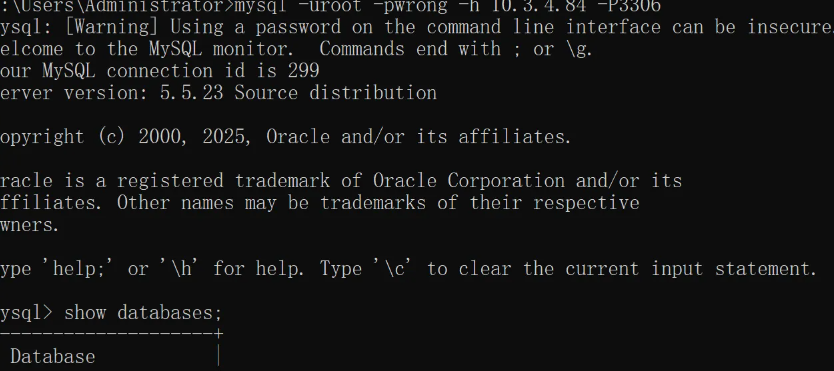 :\Users\Administrator>mysql -uroot -pwrong -h 10.3.4.84 -P3306
ysql: [Warning] Using a password on the command line interface can be insecure.
elcome to the MySQL monitor.  Commands end with ; or \g.
our MySQL connection id is 299
erver version: 5.5.23 Source distribution
opyright (c) 2000, 2025, Oracle and/or its affiliates.
racle is a registered trademark of Oracle Corporation and/or its
ffiliates. Other names may be trademarks of their respective
wners.
ype 'help;' or '\h' for help. Type '\c' to clear the current input statement.
ysql> show databases;
--------------------+
Database           |